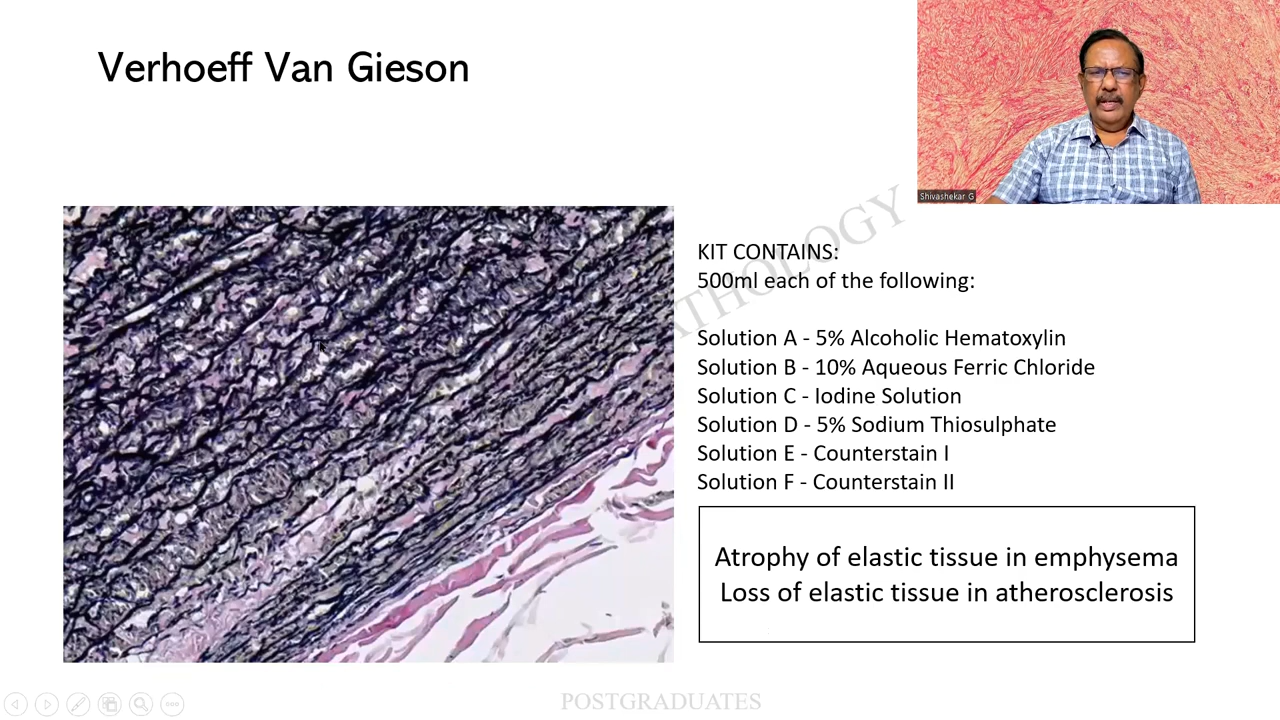 Verhoeff Van Gieson
Shivashekar G
KIT CONTAINS:
500ml each of the following:
Solution A - 5% Alcoholic Hematoxylin
Solution B - 10% Aqueous Ferric Chloride
Solution C - Iodine Solution
Solution D - 5% Sodium Thiosulphate
Solution E - Counterstain I
Solution F - Counterstain II
Atrophy of elastic tissue in emphysema
Loss of elastic tissue in atherosclerosis
POSTGRADUATES